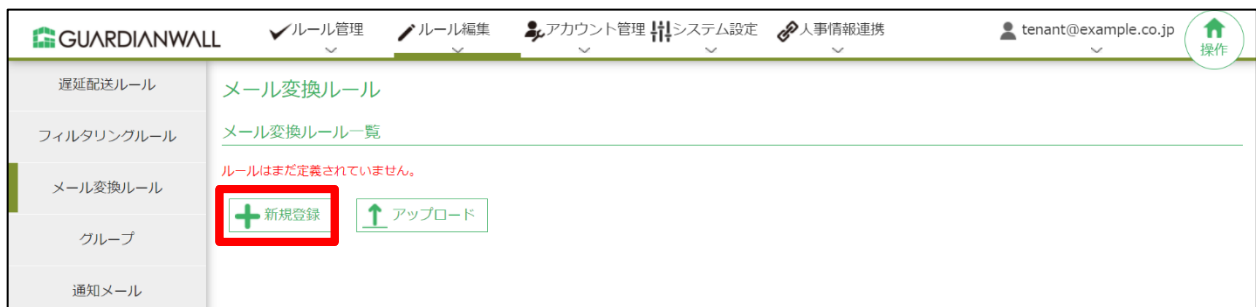 GUARDIANWALL
ルール管理
ルール編集
アカウント管理
システム設定
人事情報連携
tenant@example.co.jp
操作
遅延配送ルール
フィルタリングルール
メール変換ルール
グループ
通知メール
メール変換ルール
メール変換ルール一覧
ルールはまだ定義されていません。
新規登録
アップロード